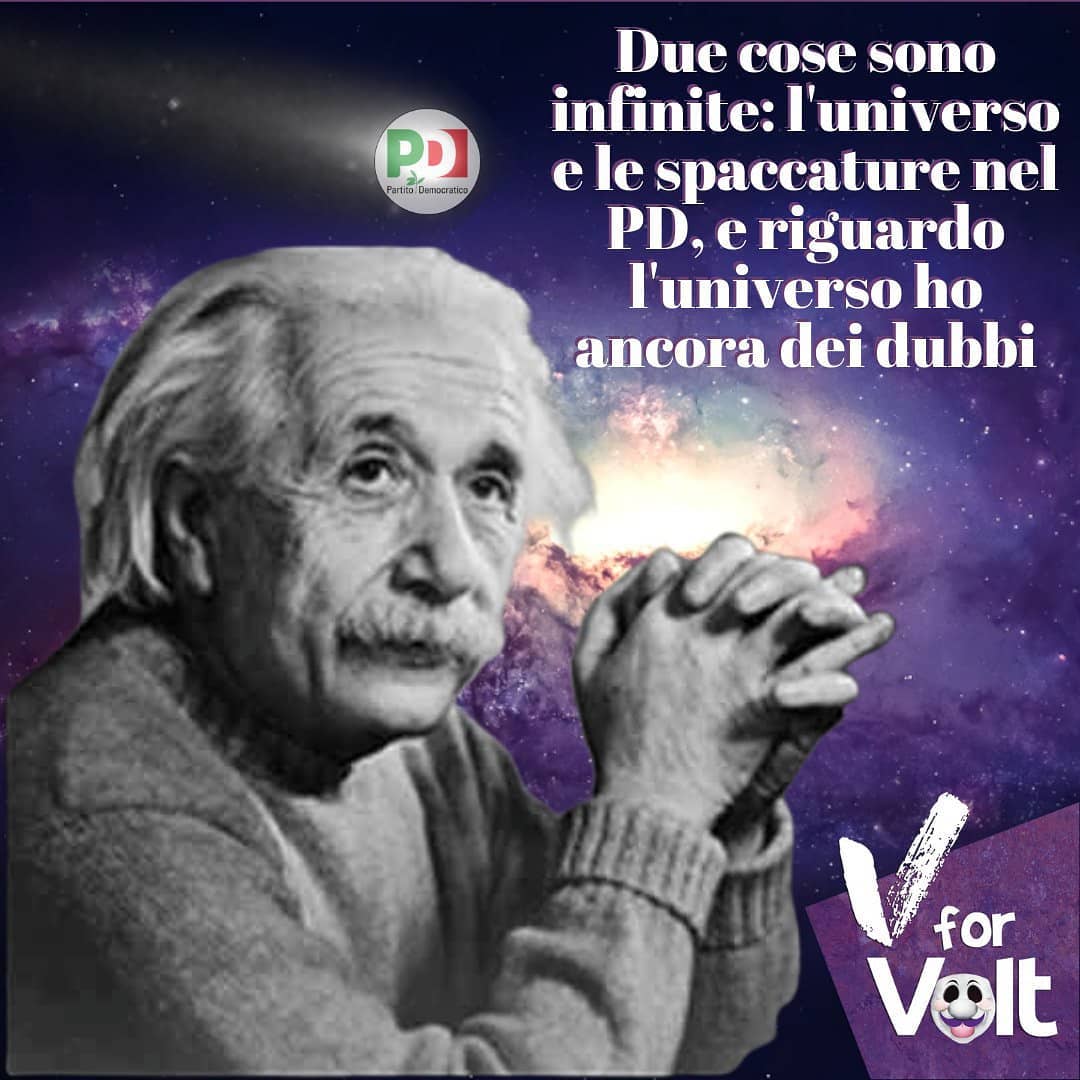 Due cose sono
infinite: l'universo
e le spaccature nel
PD, e riguardo
l'universo ho
ancora dei dubbi
PD
Partito Democratico
V for
Volt